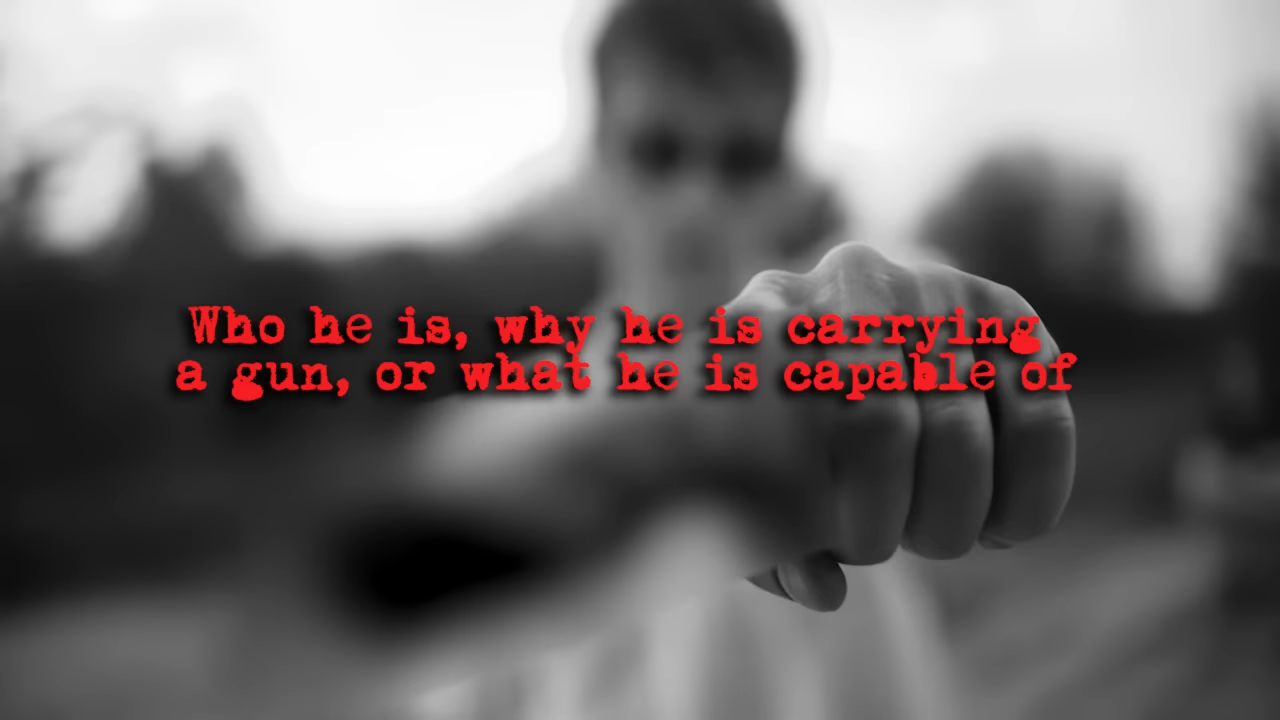 Who he is, why he is carrying
a gun, or what he is capable of